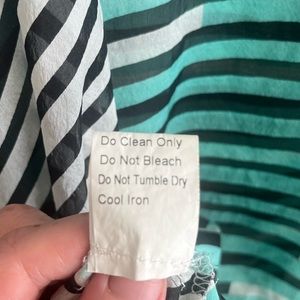 Do Clean Only
Do Not Bleach
Do Not Tumble Dry
Cool Iron